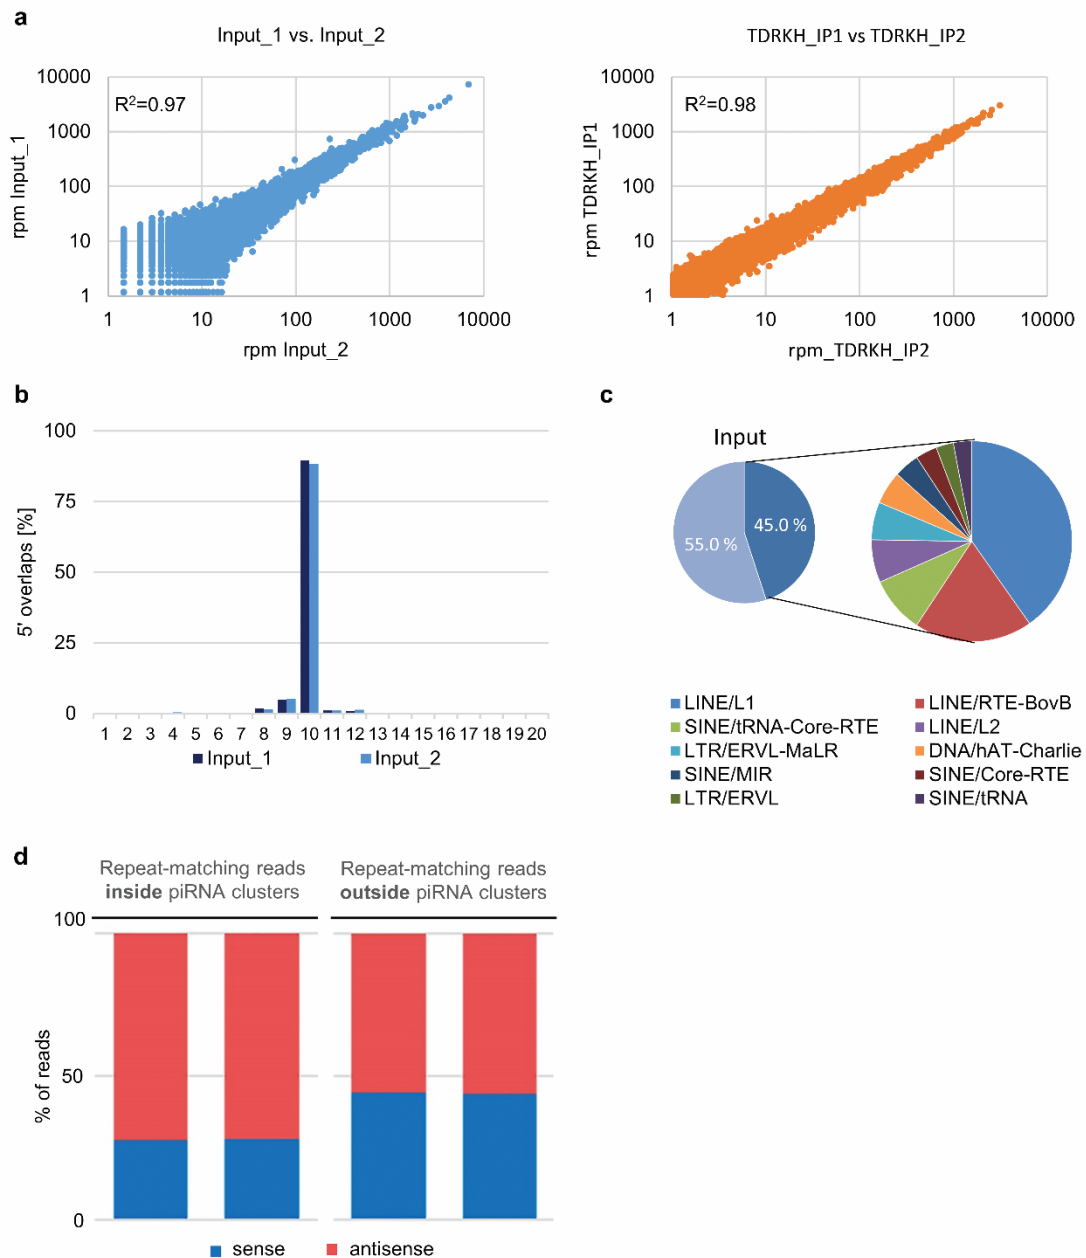 a
Input_1 vs. Input_2
R²=0.97
10000
1000
100
10
1
rpm Input_1
1 10 100 1000 10000
rpm Input_2
TDRKH_IP1 vs TDRKH_IP2
R²=0.98
10000
1000
100
10
1
rpm TDRKH_IP1
1 10 100 1000 10000
rpm_TDRKH_IP2
b
100
75
50
25
0
5' overlaps [%]
1 2 3 4 5 6 7 8 9 10 11 12 13 14 15 16 17 18 19 20
Input_1 Input_2
c
Input
55.0 % 45.0 %
LINE/L1 LINE/RTE-BovB
SINE/tRNA-Core-RTE LINE/L2
LTR/ERVL-MaLR DNA/hAT-Charlie
SINE/MIR SINE/Core-RTE
LTR/ERVL SINE/tRNA
d
Repeat-matching reads
inside piRNA clusters
Repeat-matching reads
outside piRNA clusters
100
50
0
% of reads
sense antisense